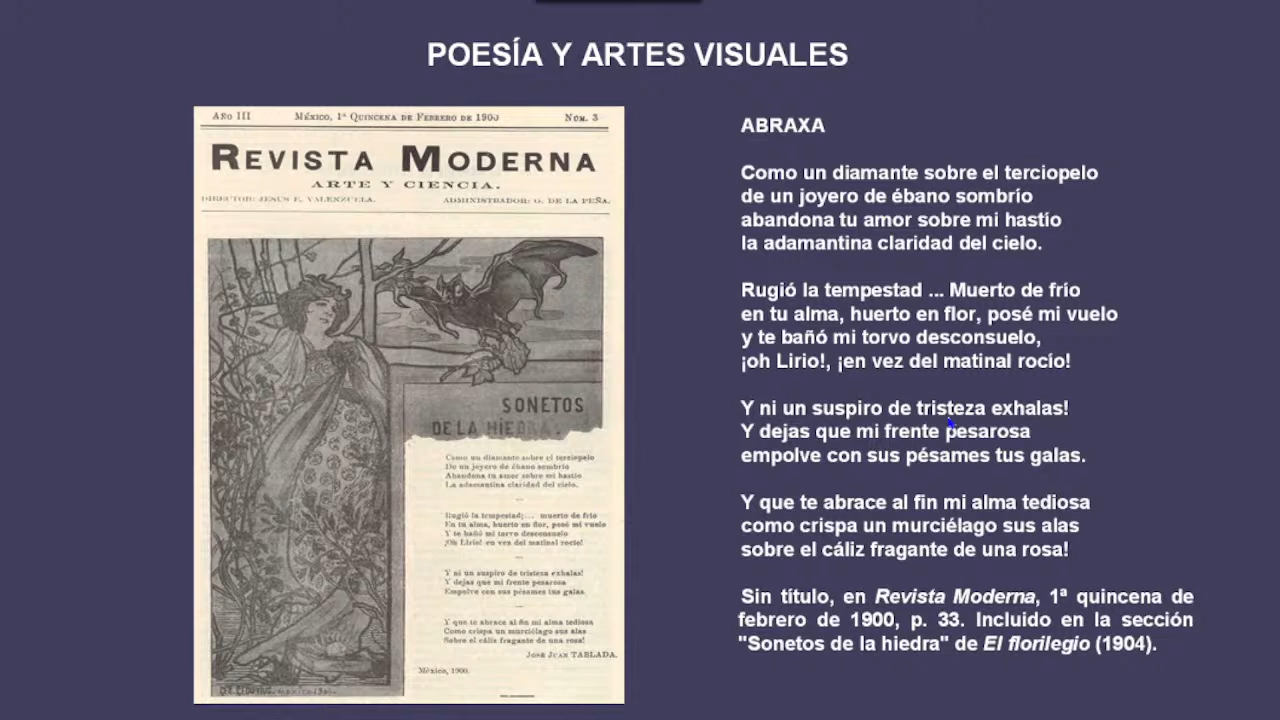 POESÍA Y ARTES VISUALES
AÑO III
MÉXICO, 1ª QUINCENA DE FEBRERO DE 1900
NÚM. 3
REVISTA MODERNA
ARTE Y CIENCIA.
DIRECTOR: JESUS E. VALENZUELA.
ADMINISTRADOR: G. DE LA PEÑA.
SONETOS
DE LA HIEDRA.
Como un diamante sobre el terciopelo
De un joyero de ébano sombrío
Abandona tu amor sobre mi hastío
La adamantina claridad del cielo.
Rugió la tempestad;... muerto de frío
En tu alma, huerto en flor, posé mi vuelo
Y te bañó mi torvo desconsuelo
¡Oh Lirio! en vez del matinal rocío!
Y ni un suspiro de tristeza exhalas!
Y dejas que mi frente pesarosa
Empolve con sus pésames tus galas.
Y que te abrace al fin mi alma tediosa
Como crispa un murciélago sus alas
Sobre el cáliz fragante de una rosa!
JOSÉ JUAN TABLADA.
México, 1900.
MEXICO
ABRAXA
Como un diamante sobre el terciopelo
de un joyero de ébano sombrío
abandona tu amor sobre mi hastío
la adamantina claridad del cielo.
Rugió la tempestad ... Muerto de frío
en tu alma, huerto en flor, posé mi vuelo
y te bañó mi torvo desconsuelo,
¡oh Lirio!, ¡en vez del matinal rocío!
Y ni un suspiro de tristeza exhalas!
Y dejas que mi frente pesarosa
empolve con sus pésames tus galas.
Y que te abrace al fin mi alma tediosa
como crispa un murciélago sus alas
sobre el cáliz fragante de una rosa!
Sin título, en Revista Moderna, 1ª quincena de
febrero de 1900, p. 33. Incluido en la sección
"Sonetos de la hiedra" de El florilegio (1904).